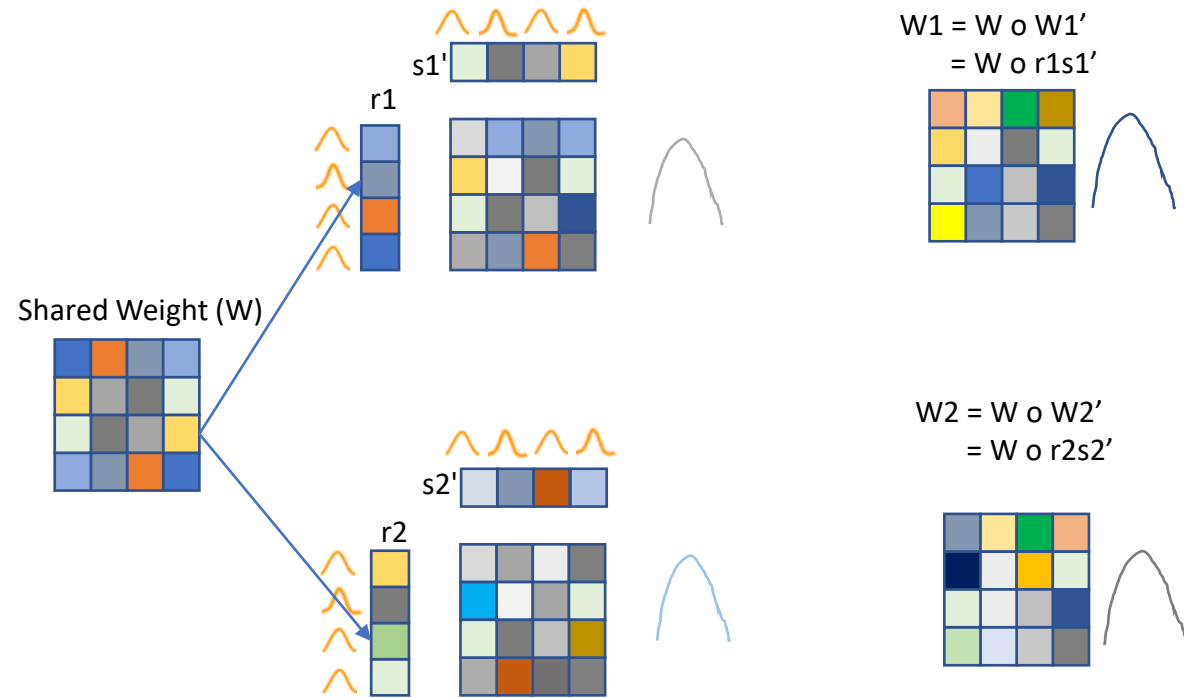 s1'
r1
W1 = W o W1’
= W o r1s1’
Shared Weight (W)
s2'
r2
W2 = W o W2’
= W o r2s2’